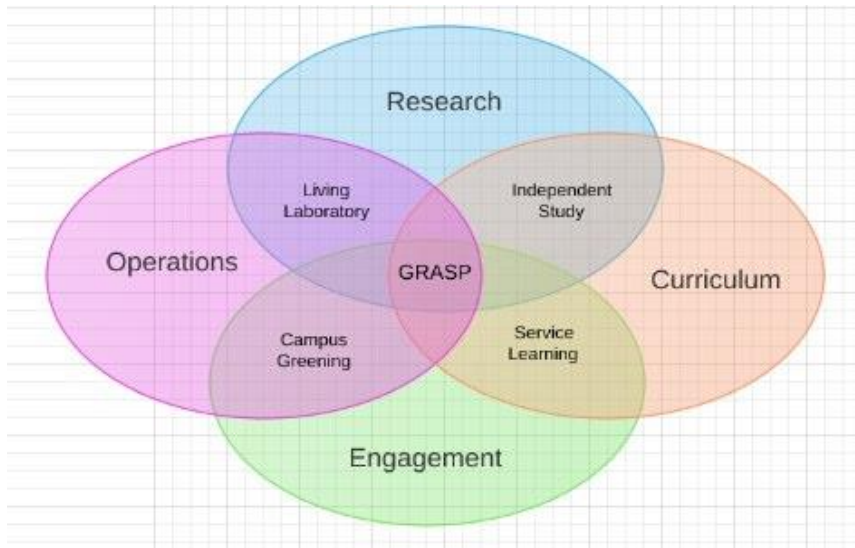 Research
Living
Laboratory
Independent
Study
Operations
GRASP
Curriculum
Campus
Greening
Service
Learning
Engagement